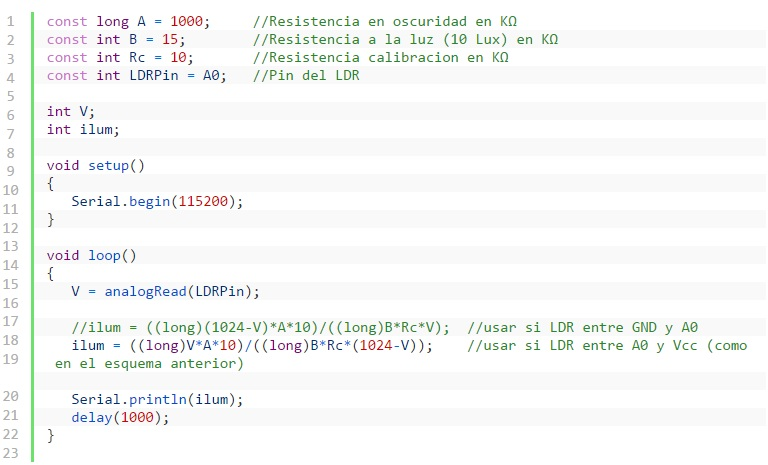 1 const long A = 1000;     //Resistencia en oscuridad en KΩ
2 const int B = 15;        //Resistencia a la luz (10 Lux) en KΩ
3 const int Rc = 10;       //Resistencia calibracion en KΩ
4 const int LDRPin = A0;   //Pin del LDR
5
6 int V;
7 int ilum;
8
9 void setup()
10 {
11    Serial.begin(115200);
12 }
13
14 void loop()
15 {
16    V = analogRead(LDRPin);
17
18    //ilum = ((long)(1024-V)*A*10)/((long)B*Rc*V);  //usar si LDR entre GND y A0
19    ilum = ((long)V*A*10)/((long)B*Rc*(1024-V));    //usar si LDR entre A0 y Vcc (como
en el esquema anterior)
20
21    Serial.println(ilum);
22    delay(1000);
23 }